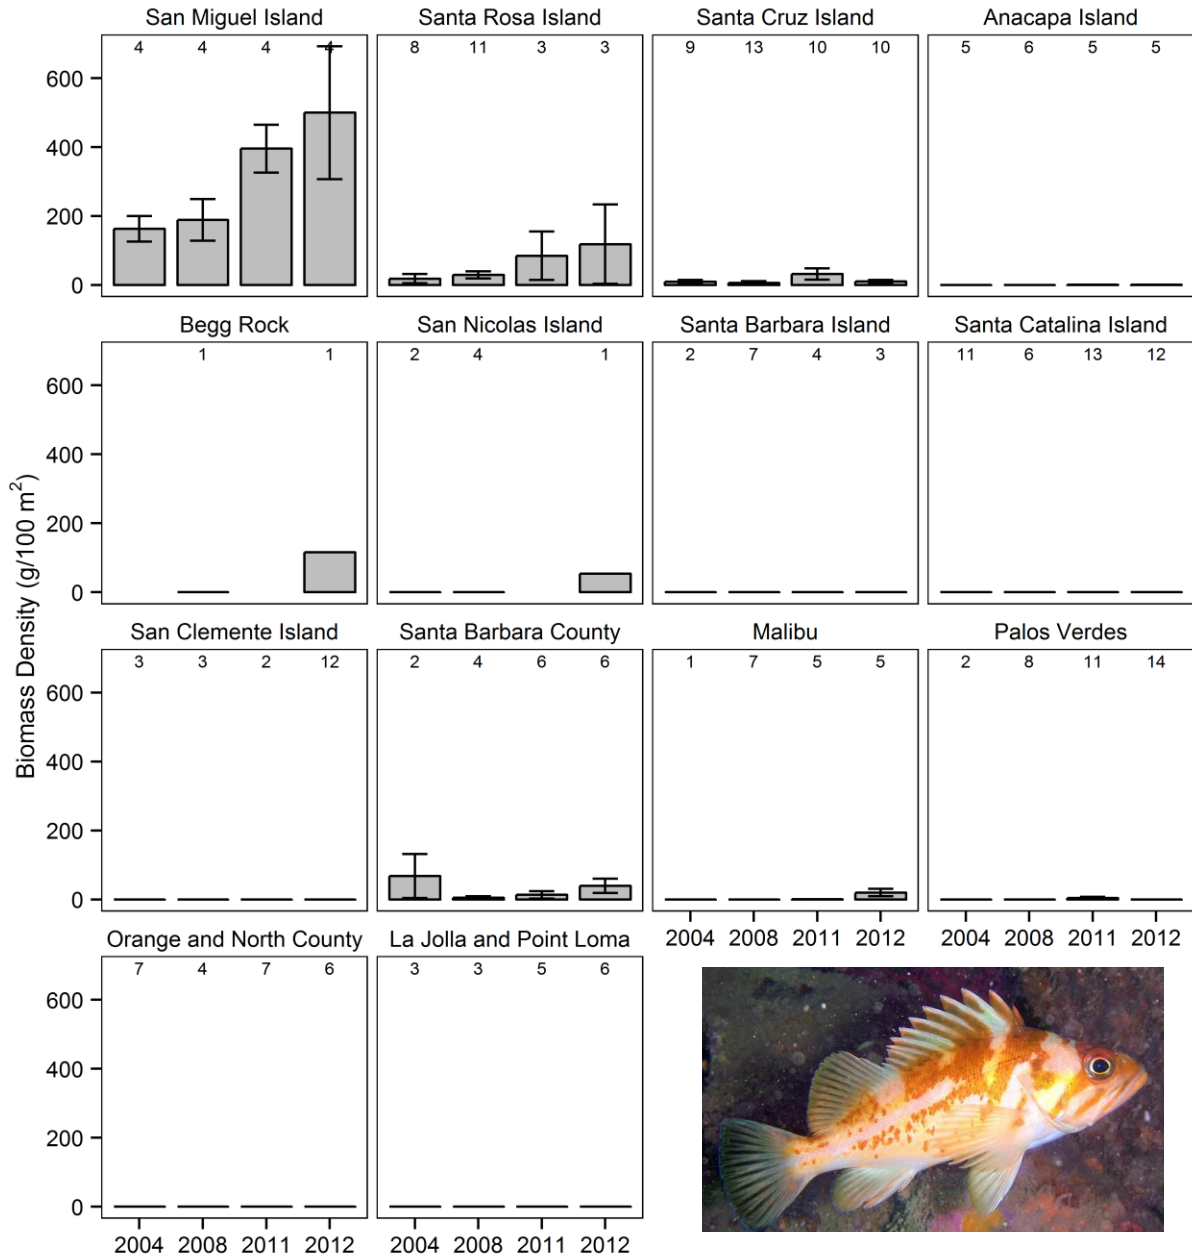 San Miguel Island Santa Rosa Island Santa Cruz Island Anacapa Island
4 4 4 4 8 11 3 3 9 13 10 10 5 6 5 5
600
400
200
0
Begg Rock San Nicolas Island Santa Barbara Island Santa Catalina Island
1 1 2 4 1 2 7 4 3 11 6 13 12
600
400
200
0
Biomass Density (g/100 m²)
San Clemente Island Santa Barbara County Malibu Palos Verdes
3 3 2 12 2 4 6 6 1 7 5 5 2 8 11 14
600
400
200
0
2004 2008 2011 2012 2004 2008 2011 2012
Orange and North County La Jolla and Point Loma
7 4 7 6 3 3 5 6
600
400
200
0
2004 2008 2011 2012 2004 2008 2011 2012